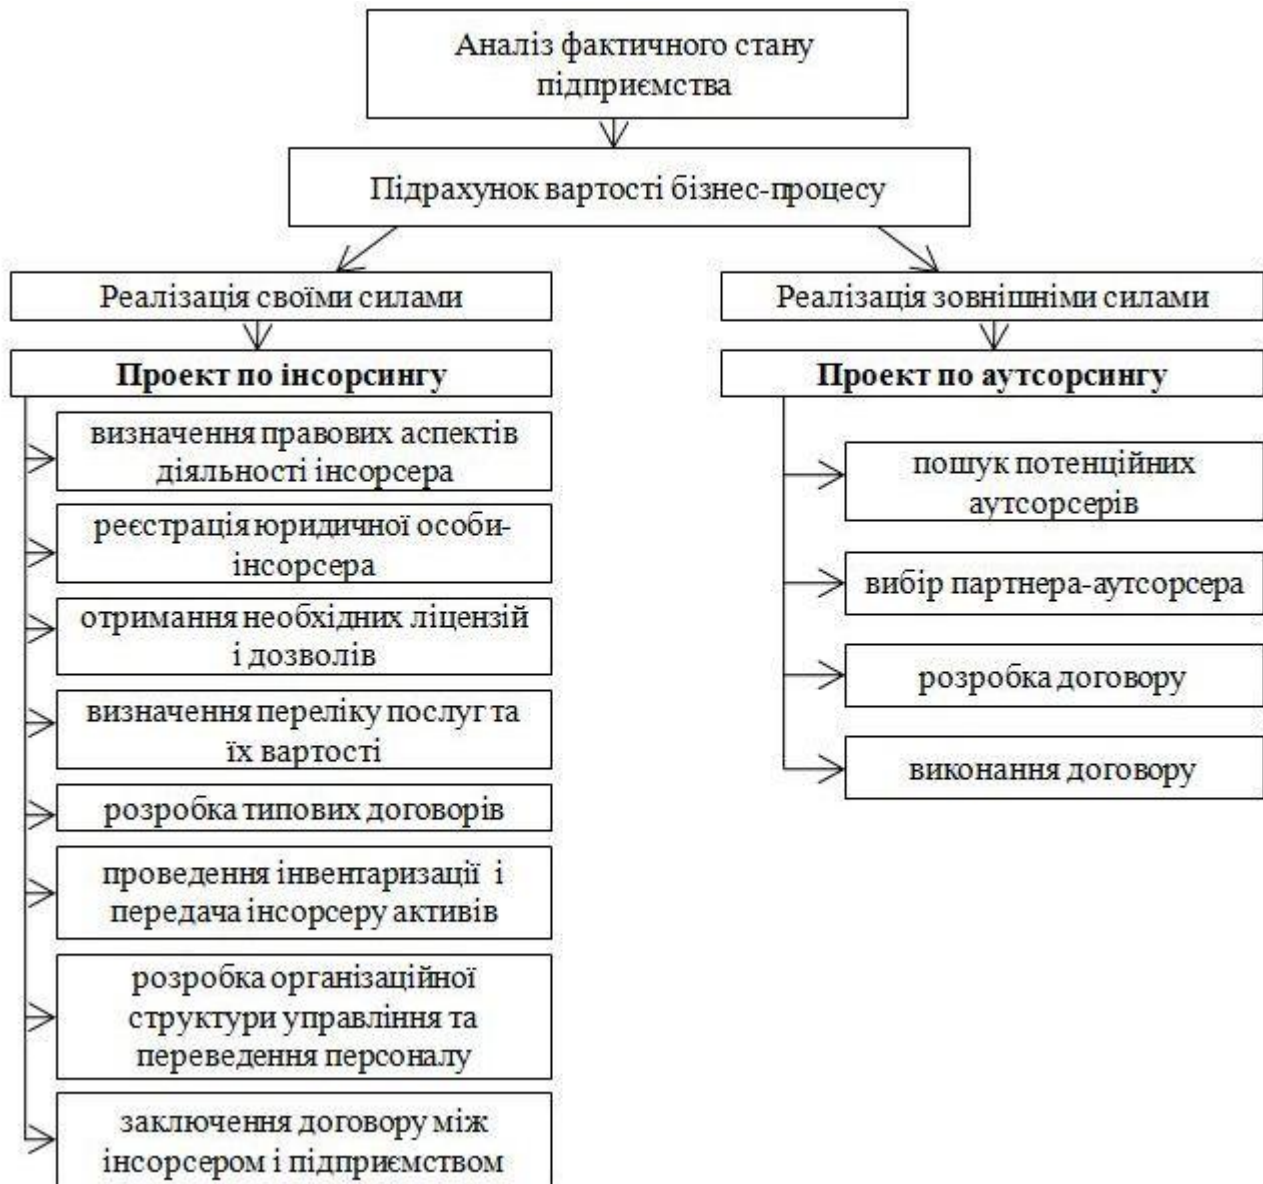 Аналіз фактичного стану
підприємства
Підрахунок вартості бізнес-процесу
Реалізація своїми силами
Проект по інсорсингу
визначення правових аспектів
діяльності інсорсера
реєстрація юридичної особи-
інсорсера
отримання необхідних ліцензій
і дозволів
визначення переліку послуг та
їх вартості
розробка типових договорів
проведення інвентаризації і
передача інсорсеру активів
розробка організаційної
структури управління та
переведення персоналу
заключення договору між
інсорсером і підприємством
Реалізація зовнішніми силами
Проект по аутсорсингу
пошук потенційних
аутсорсерів
вибір партнера-аутсорсера
розробка договору
виконання договору